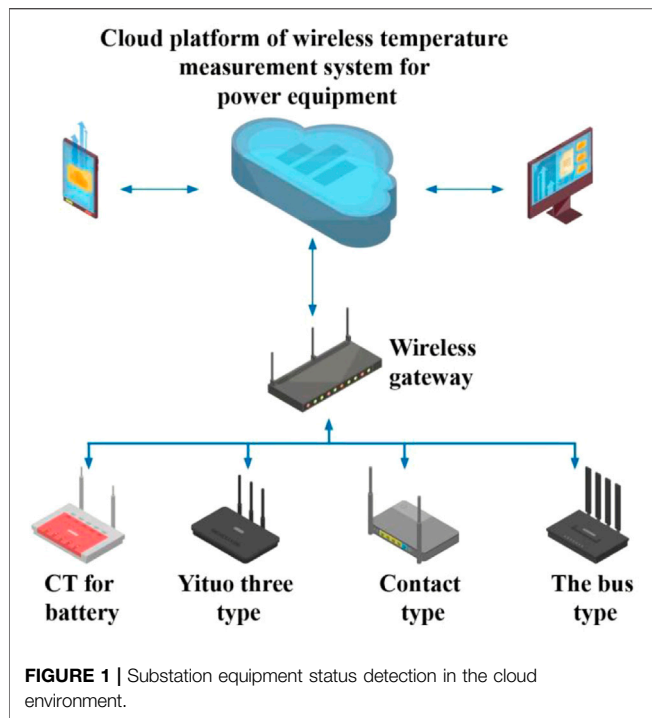 Cloud platform of wireless temperature
measurement system for
power equipment
Wireless
gateway
CT for
battery
Yituo three
type
Contact
type
The bus
type
FIGURE 1 | Substation equipment status detection in the cloud
environment.